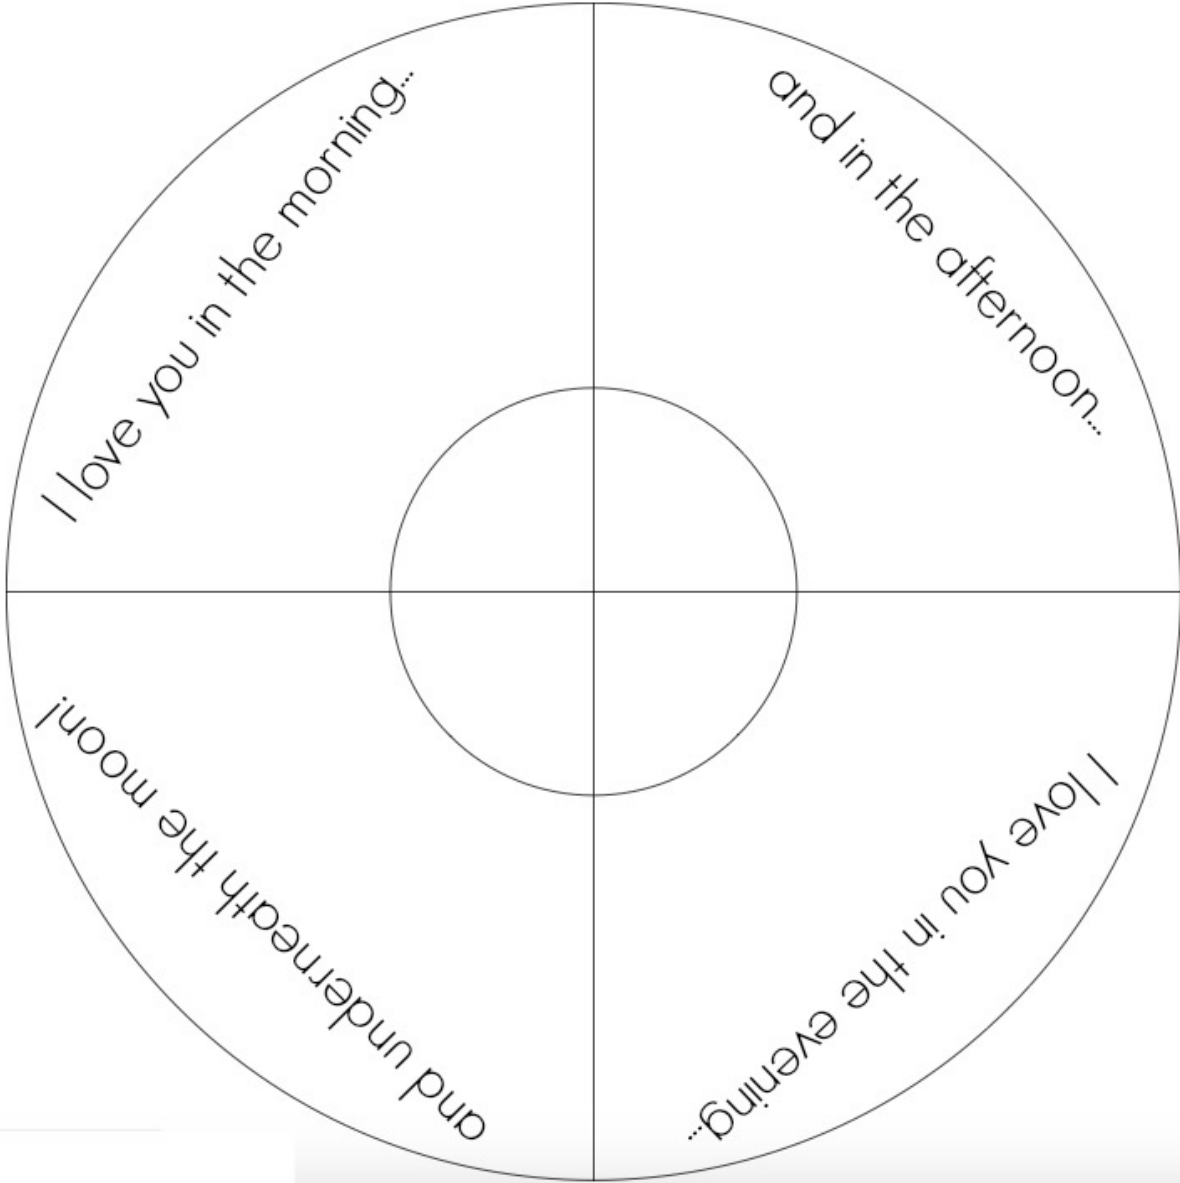 I love you in the morning...
and in the afternoon...
I love you in the evening...
and underneath the moon!